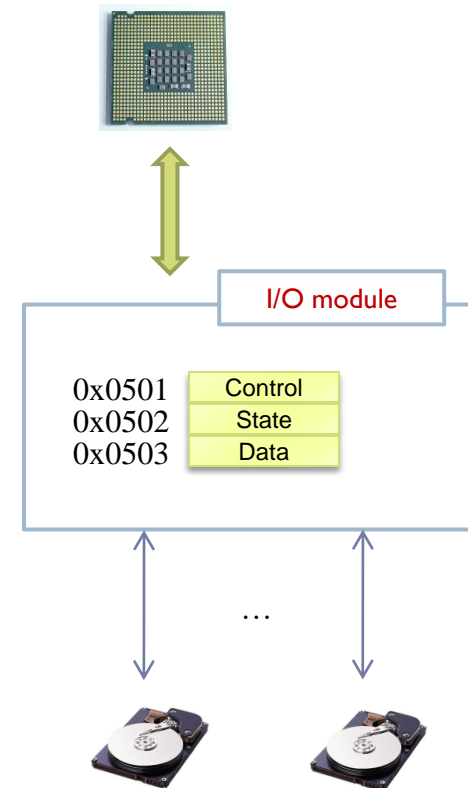 I/O module
0x0501 Control
0x0502 State
0x0503 Data
…